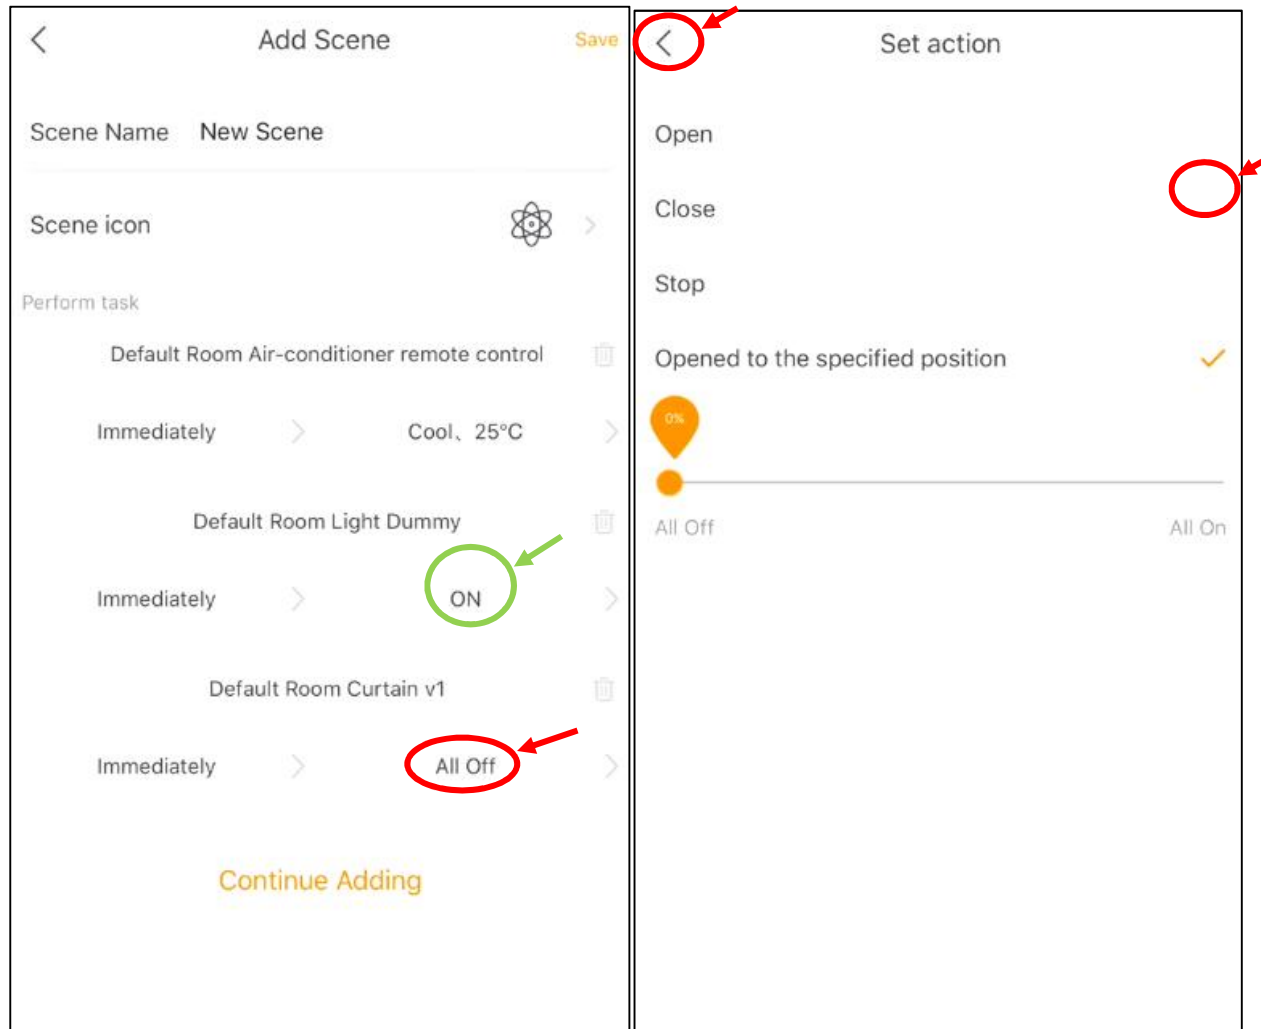 Add Scene
Save
Scene Name New Scene
Scene icon
Perform task
Default Room Air-conditioner remote control
Immediately Cool、25°C
Default Room Light Dummy
Immediately ON
Default Room Curtain v1
Immediately All Off
Continue Adding
Set action
Open
Close
Stop
Opened to the specified position
0%
All Off All On